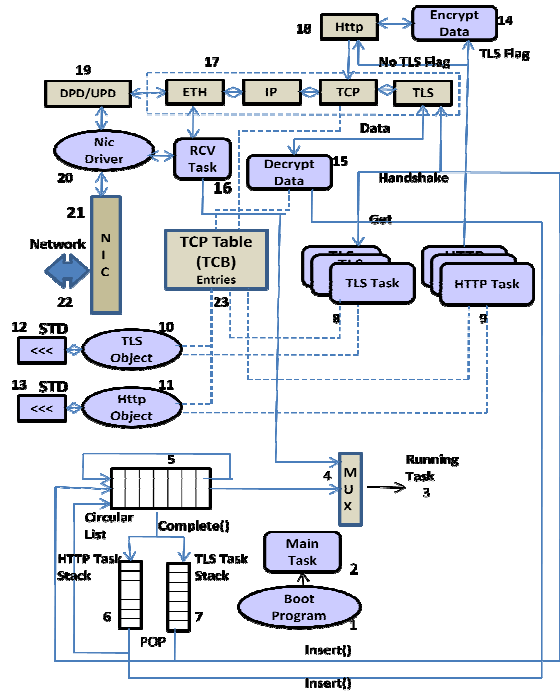 18
Http
Encrypt
Data
14
No TLS Flag
TLS Flag
17
19
DPD/UPD
ETH
IP
TCP
TLS
Data
Nic
Driver
20
RCV
Task
16
Decrypt
Data
15
Handshake
Get
21
N
I
C
Network
22
TCP Table
(TCB)
Entries
23
TLS
TLS
TLS Task
8
HTTP
HTTP Task
9
12
STD
<<<
10
TLS
Object
13
STD
<<<
11
Http
Object
5
Circular
List
4
M
U
X
Running
Task
3
Complete()
HTTP Task
Stack
TLS Task
Stack
6
7
POP
Main
Task
2
Boot
Program
1
Insert()
Insert()